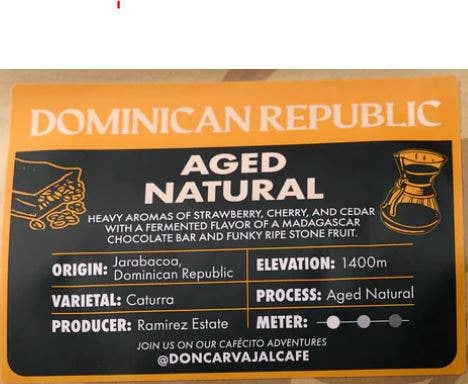 DOMINICAN REPUBLIC
AGED
NATURAL
HEAVY AROMAS OF STRAWBERRY, CHERRY, AND CEDAR
WITH A FERMENTED FLAVOR OF A MADAGASCAR
CHOCOLATE BAR AND FUNKY RIPE STONE FRUIT.
ORIGIN: Jarabacoa,
Dominican Republic
ELEVATION: 1400m
VARIETAL: Caturra
PROCESS: Aged Natural
PRODUCER: Ramirez Estate
METER:
JOIN US ON OUR CAFÉCITO ADVENTURES
@DONCARVAJALCAFE